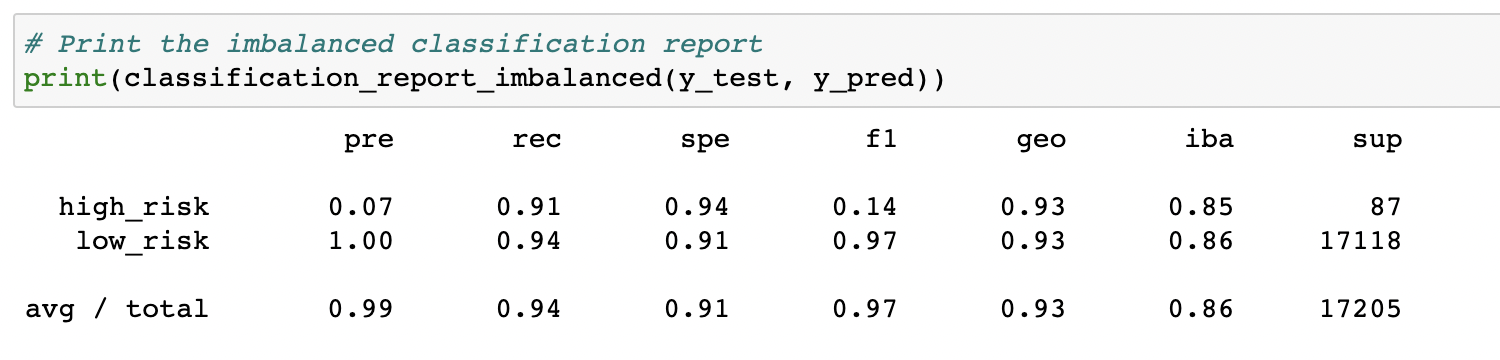 # Print the imbalanced classification report
print(classification_report_imbalanced(y_test, y_pred))
pre rec spe f1 geo iba sup
high_risk 0.07 0.91 0.94 0.14 0.93 0.85 87
low_risk 1.00 0.94 0.91 0.97 0.93 0.86 17118
avg / total 0.99 0.94 0.91 0.97 0.93 0.86 17205